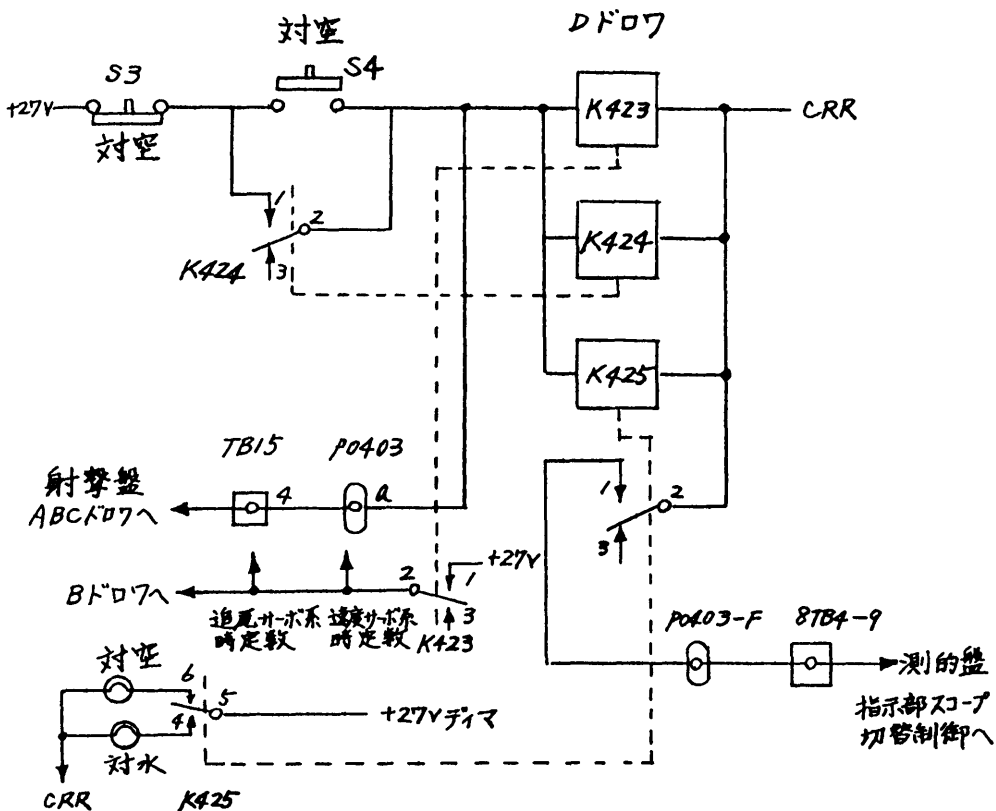 対空
Dドロワ
S3
S4
+27V
K423
CRR
対空
1
2
K424
3
K424
K425
TB15
PO403
射撃盤
ABCドロワへ
4
a
1
2
3
+27V
Bドロワへ
2
1
3
追尾サーボ系
時定数
速度サーボ系
時定数
K423
PO403-F
8TB4-9
測的盤
指示部スコープ
切替制御へ
対空
6
5
4
+27Vディマ
対水
CRR
K425